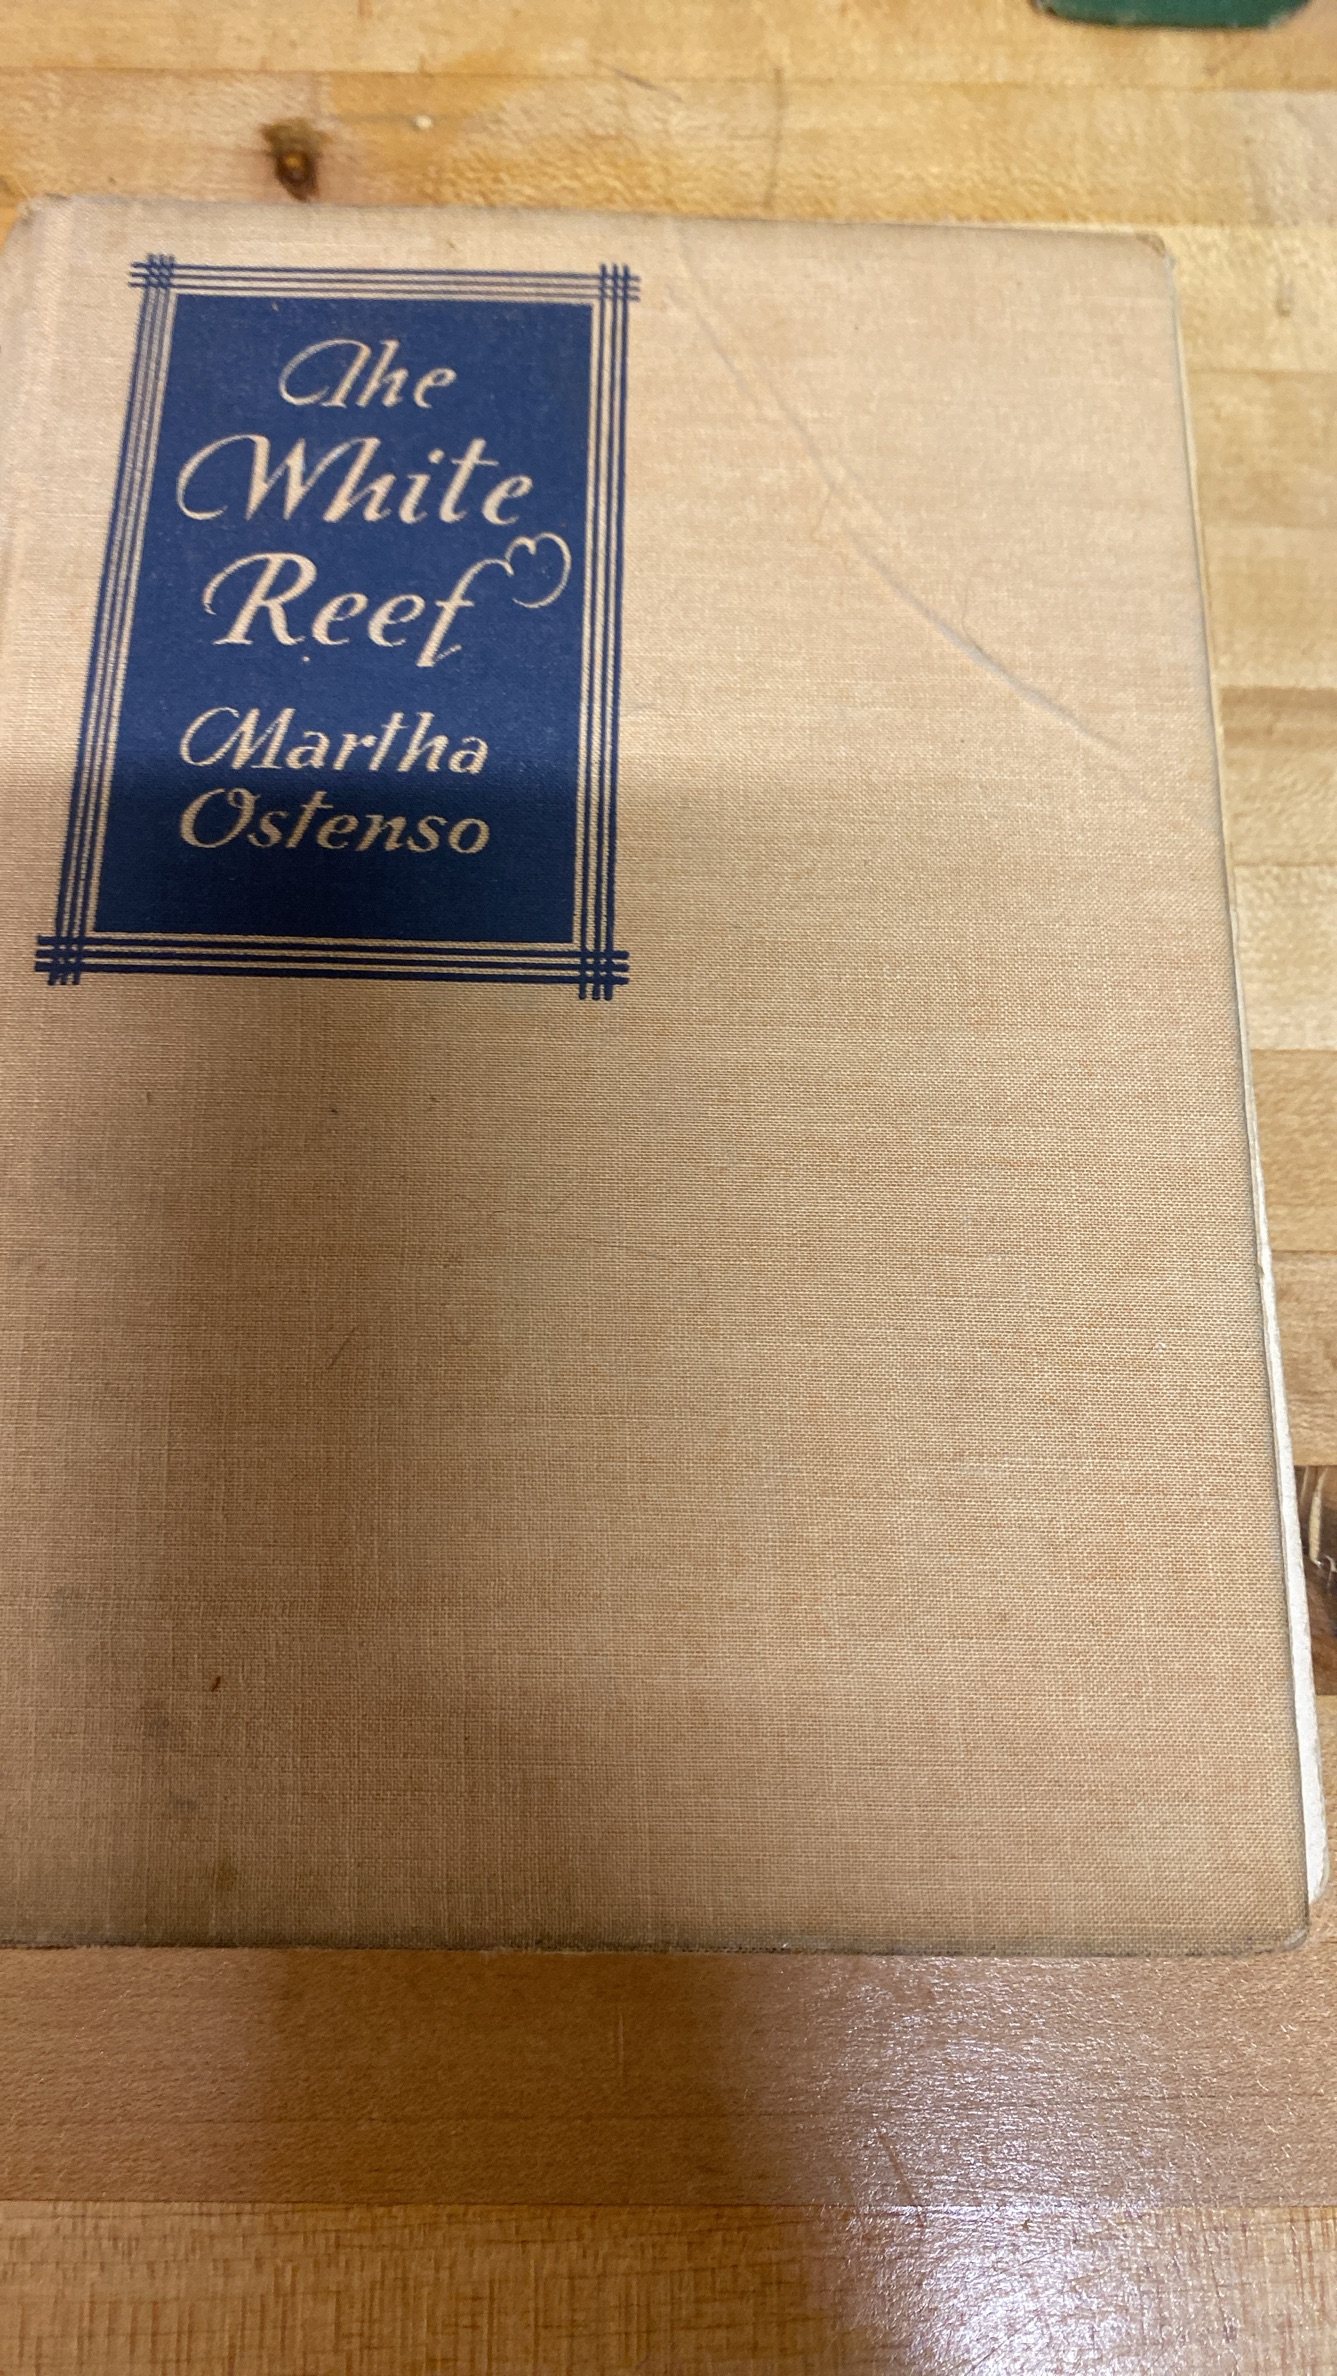 The
White
Reef
Martha
Ostenso